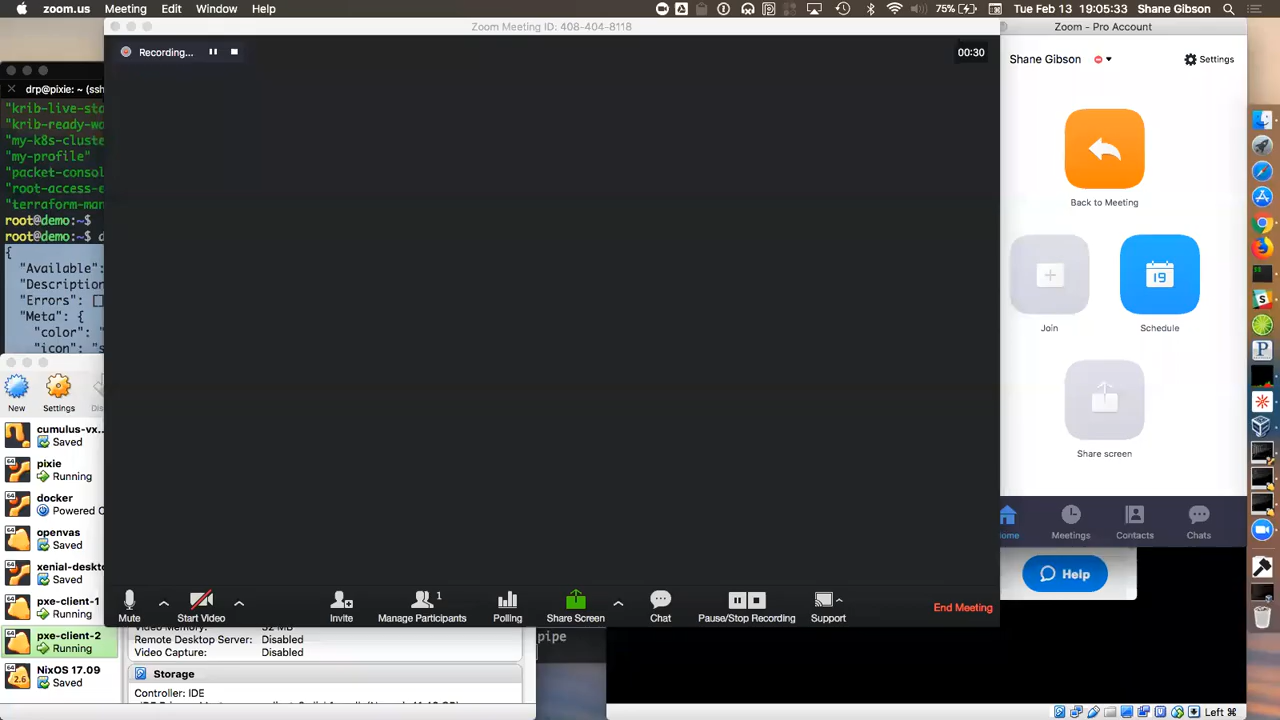 zoom.us Meeting Edit Window Help
75% Tue Feb 13 19:05:33 Shane Gibson
Zoom Meeting ID: 408-404-8118
Zoom - Pro Account
Recording...
00:30
Shane Gibson
Settings
drp@pixie: ~ (ssh
"krib-live-sta
"krib-ready-wa
"my-k8s-cluste
"my-profile"
"packet-conso
"root-access-e
"terraform-ma
root@demo:~$
root@demo:~$ d
{
"Available":
"Description
"Errors": [
"Meta": {
"color": "
"icon": "s
Back to Meeting
Join
19
Schedule
Share screen
Home
Meetings
Contacts
Chats
Help
New
Settings
Dis
cumulus-vx..
Saved
pixie
Running
docker
Powered O
openvas
Saved
xenial-deskto
Saved
pxe-client-1
Running
pxe-client-2
Running
NixOS 17.09
Saved
Mute
Start Video
Invite
1
Manage Participants
Polling
Share Screen
Chat
Pause/Stop Recording
Support
End Meeting
Remote Desktop Server: Disabled
Video Capture: Disabled
Storage
Controller: IDE
pipe
Left ⌘